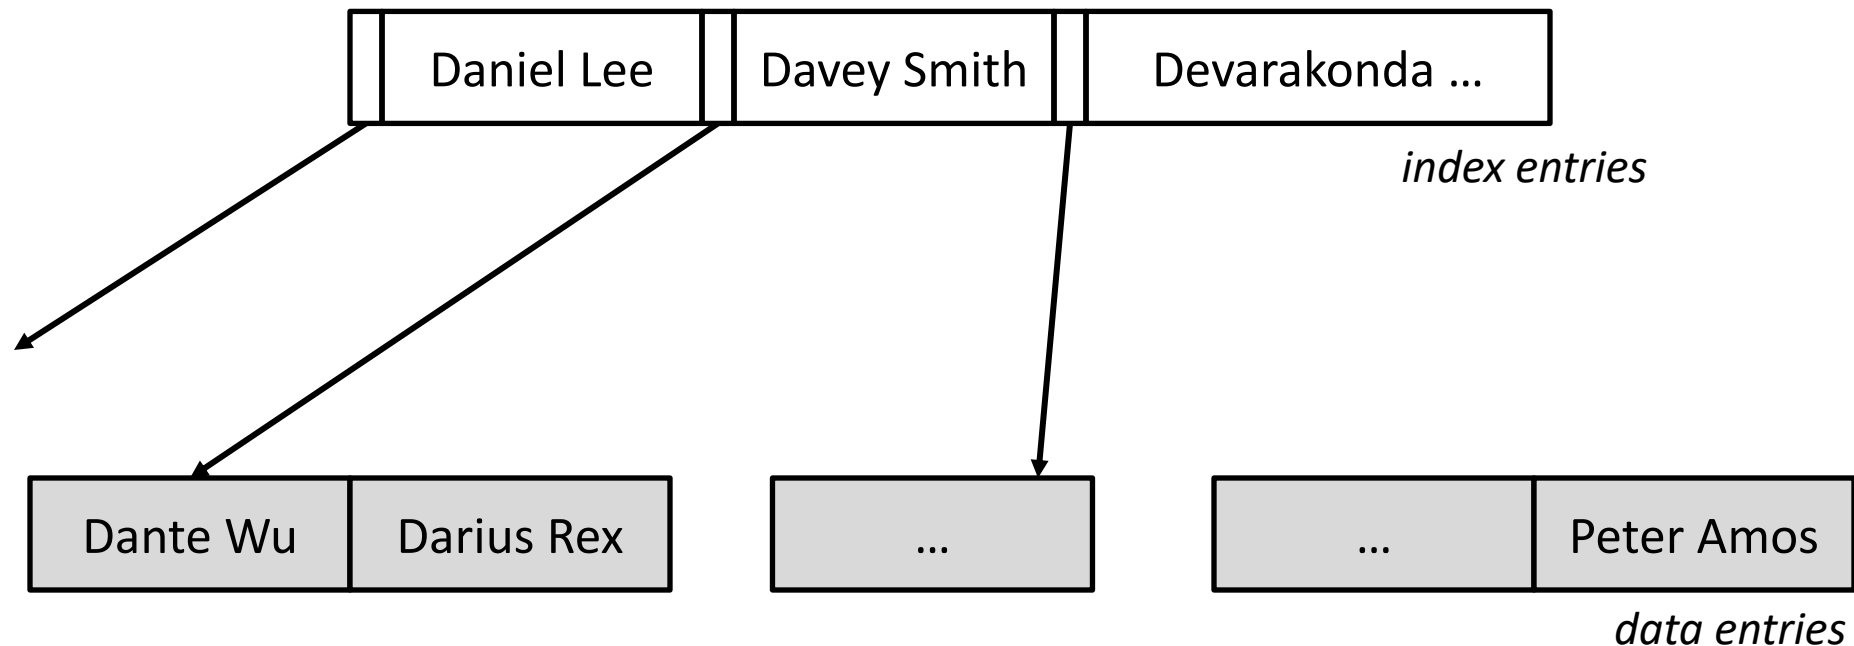 Daniel Lee Davey Smith Devarakonda ...
index entries
Dante Wu Darius Rex ... ... Peter Amos
data entries